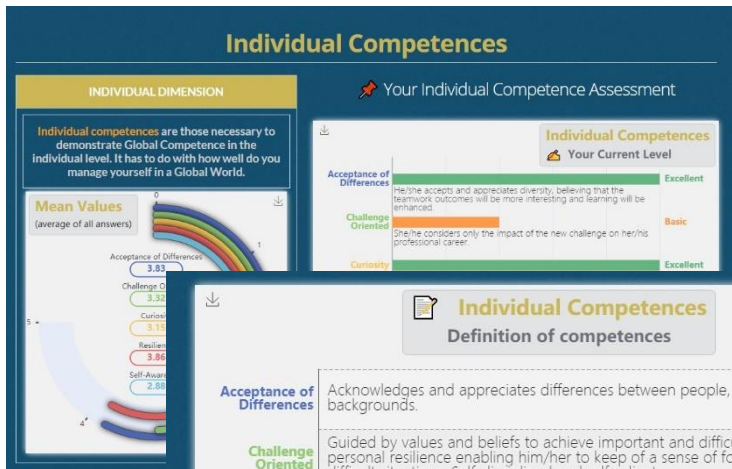 Individual Competences
INDIVIDUAL DIMENSION
Individual competences are those necessary to
demonstrate Global Competence in the
individual level. It has to do with how well do you
manage yourself in a Global World.
Mean Values
(average of all answers)
0
1
Acceptance of Differences
3.83
Challenge O
3.32
Curiosi
3.15
5
Resilien
3.86
Self-Aware
2.88
4
📌 Your Individual Competence Assessment
Individual Competences
✍ Your Current Level
Acceptance of
Differences
Excellent
He/she accepts and appreciates diversity, believing that the
teamwork outcomes will be more interesting and learning will be
enhanced.
Challenge
Oriented
Basic
She/he considers only the impact of the new challenge on her/his
professional career.
Curiosity
Excellent
📝 Individual Competences
Definition of competences
Acceptance of
Differences
Acknowledges and appreciates differences between people,
backgrounds.
Challenge
Oriented
Guided by values and beliefs to achieve important and difficu
personal resilience enabling him/her to keep of a sense of fo